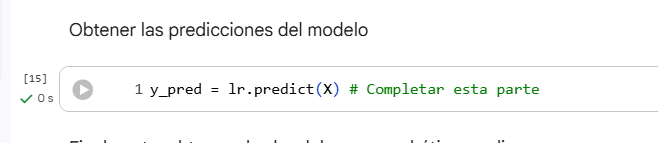 Obtener las predicciones del modelo
[15]
0 s
1 y_pred = lr.predict(X) # Completar esta parte